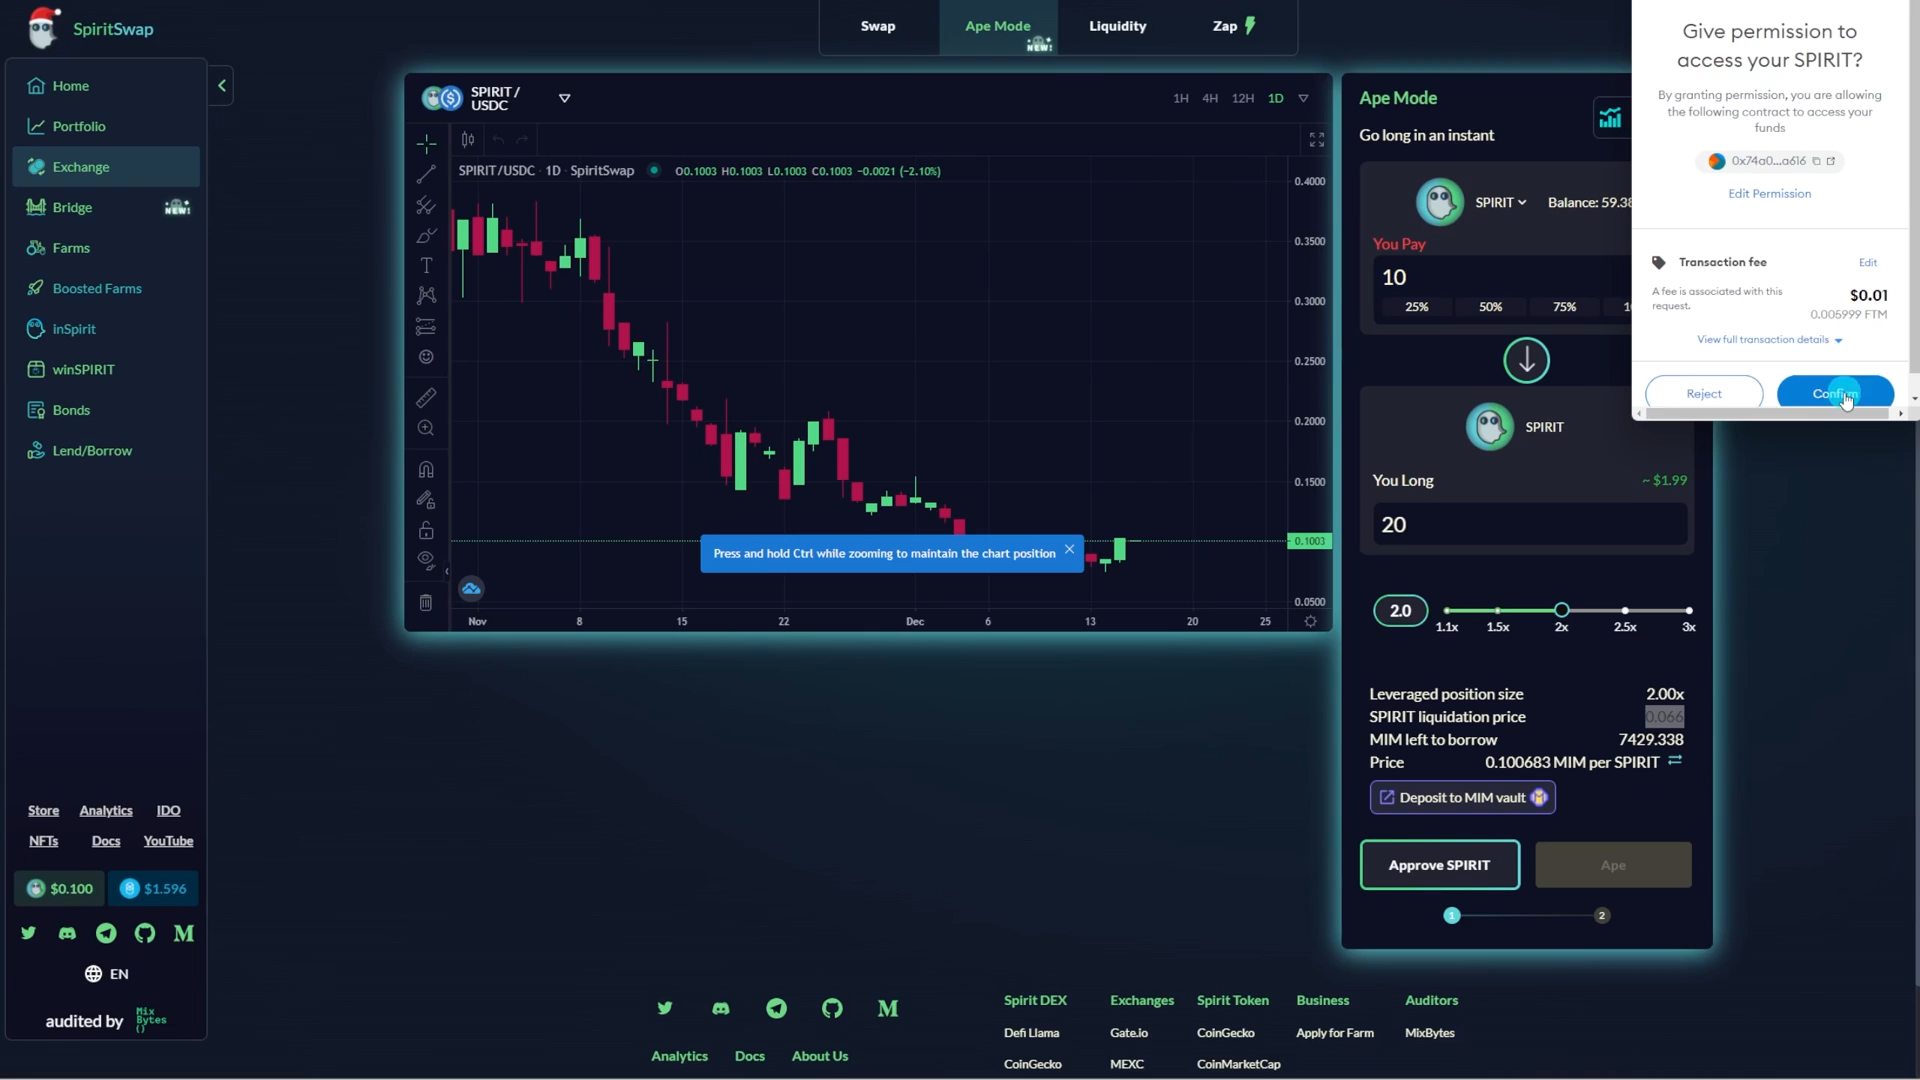 SpiritSwap
Home
Portfolio
Exchange
Bridge
NEW!
Farms
Boosted Farms
inSpirit
winSPIRIT
Bonds
Lend/Borrow
Store Analytics IDO
NFTs Docs YouTube
$0.100 $1.596
EN
audited by Mix Bytes {}
Swap Ape Mode Liquidity Zap
NEW!
SPIRIT /
USDC
1H 4H 12H 1D
SPIRIT/USDC · 1D · SpiritSwap O0.1003 H0.1003 L0.1003 C0.1003 −0.0021 (−2.10%)
0.4000
0.3500
0.3000
0.2500
0.2000
0.1500
0.1003
0.0500
Press and hold Ctrl while zooming to maintain the chart position
Nov 8 15 22 Dec 6 13 20 25
Ape Mode
Go long in an instant
SPIRIT Balance: 59.38
You Pay
10
25% 50% 75%
SPIRIT
You Long ~ $1.99
20
2.0
1.1x 1.5x 2x 2.5x 3x
Leveraged position size 2.00x
SPIRIT liquidation price 0.066
MIM left to borrow 7429.338
Price 0.100683 MIM per SPIRIT
Deposit to MIM vault
Approve SPIRIT Ape
1 2
Give permission to
access your SPIRIT?
By granting permission, you are allowing
the following contract to access your
funds
0x74a0...a616
Edit Permission
Transaction fee Edit
A fee is associated with this
request.
$0.01
0.005999 FTM
View full transaction details
Reject Confirm
Analytics Docs About Us
Spirit DEX Exchanges Spirit Token Business Auditors
Defi Llama Gate.io CoinGecko Apply for Farm MixBytes
CoinGecko MEXC CoinMarketCap